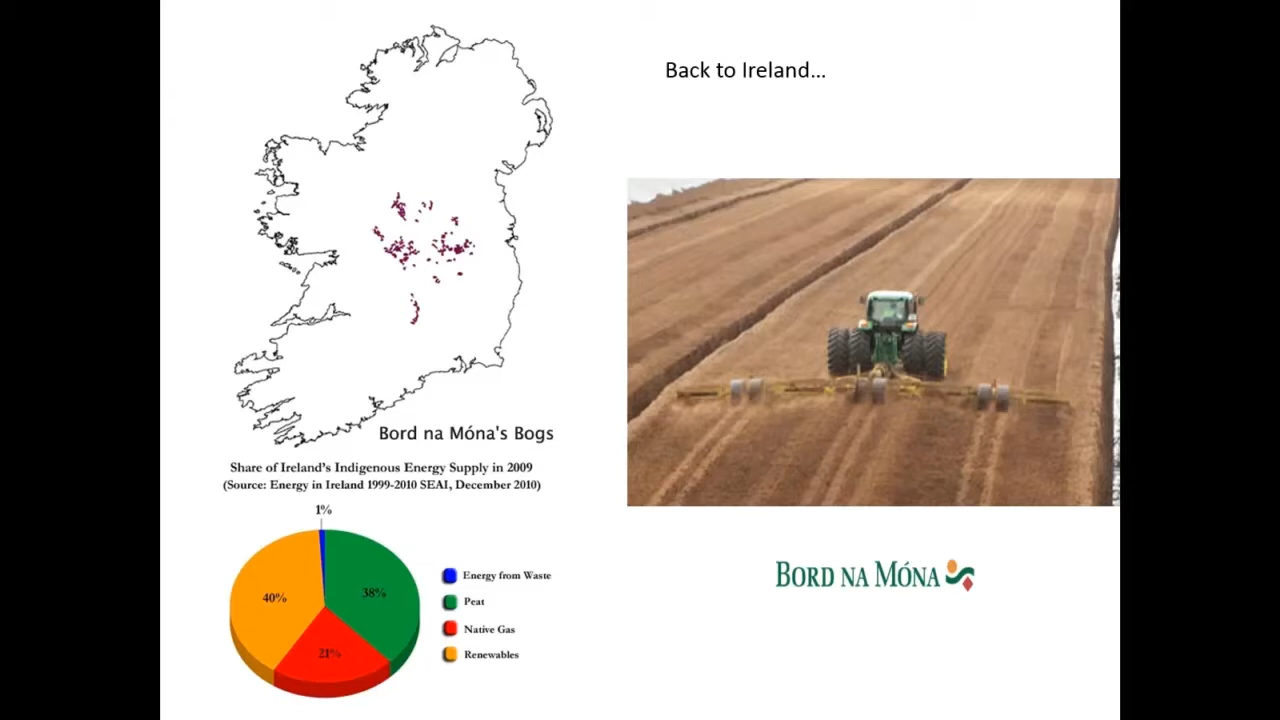 Back to Ireland…
Bord na Móna's Bogs
Share of Ireland's Indigenous Energy Supply in 2009
(Source: Energy in Ireland 1999-2010 SEAI, December 2010)
1%
40%
38%
21%
Energy from Waste
Peat
Native Gas
Renewables
BORD NA MÓNA